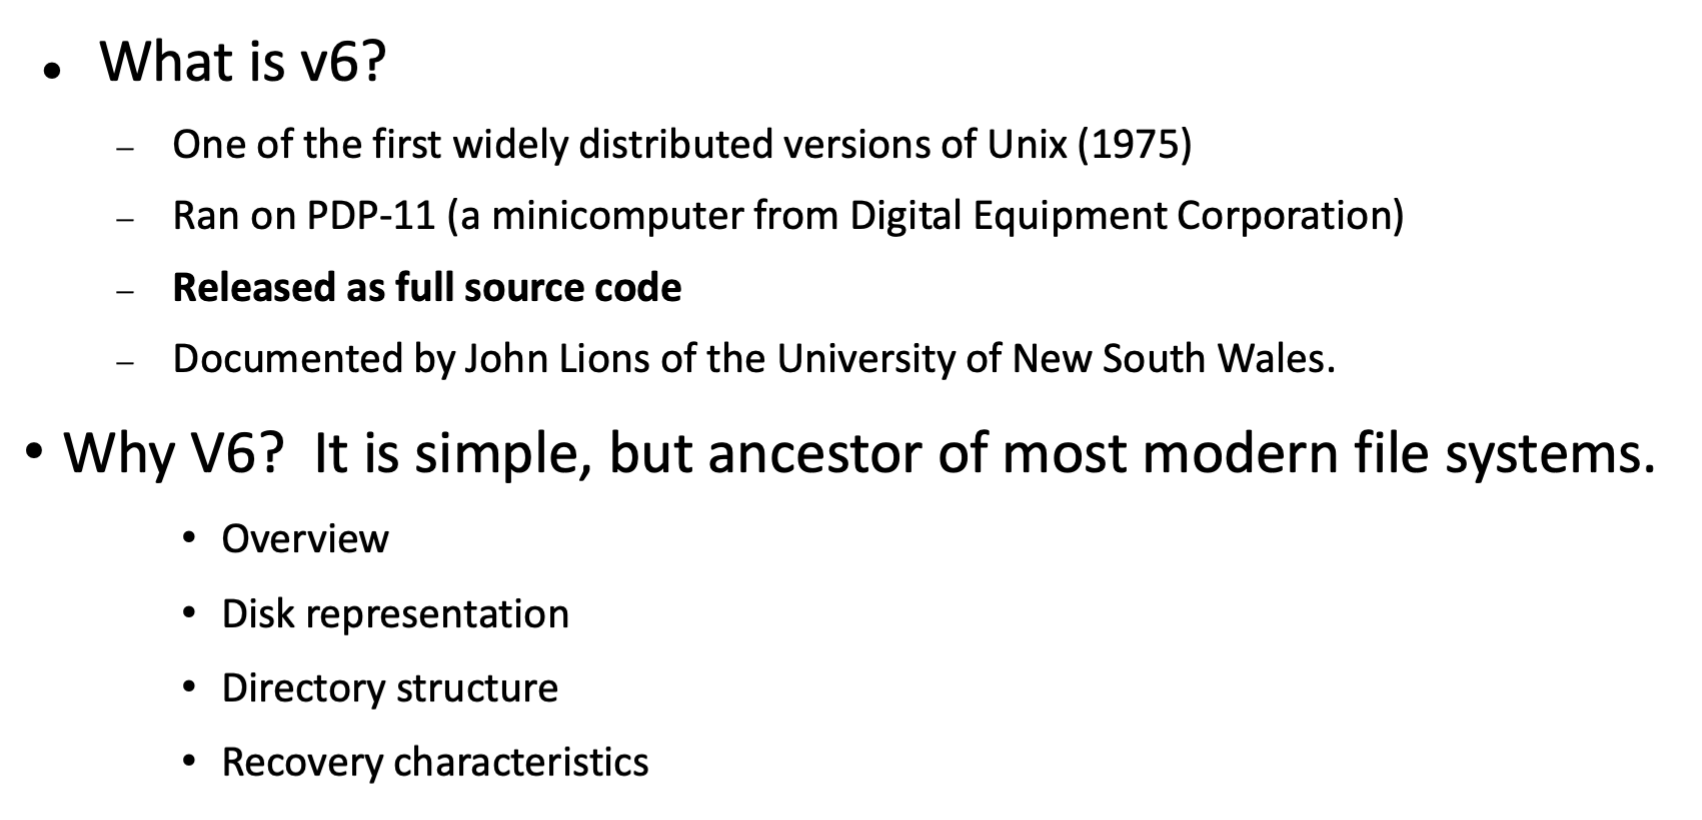 • What is v6?
– One of the first widely distributed versions of Unix (1975)
– Ran on PDP-11 (a minicomputer from Digital Equipment Corporation)
– Released as full source code
– Documented by John Lions of the University of New South Wales.
• Why V6?  It is simple, but ancestor of most modern file systems.
• Overview
• Disk representation
• Directory structure
• Recovery characteristics